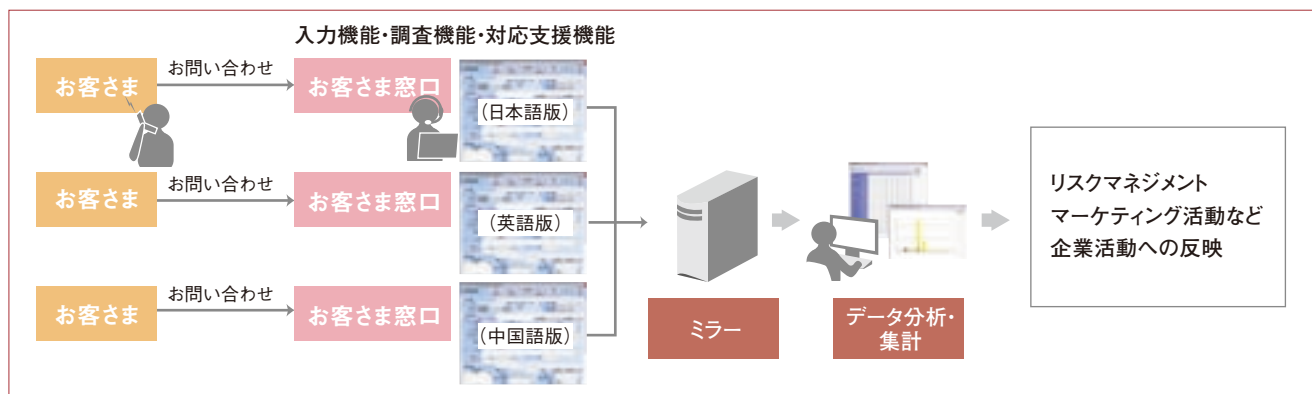 入力機能・調査機能・対応支援機能
お客さま
お問い合わせ
お客さま窓口
(日本語版)
お客さま
お問い合わせ
お客さま窓口
(英語版)
お客さま
お問い合わせ
お客さま窓口
(中国語版)
ミラー
データ分析・
集計
リスクマネジメント
マーケティング活動など
企業活動への反映